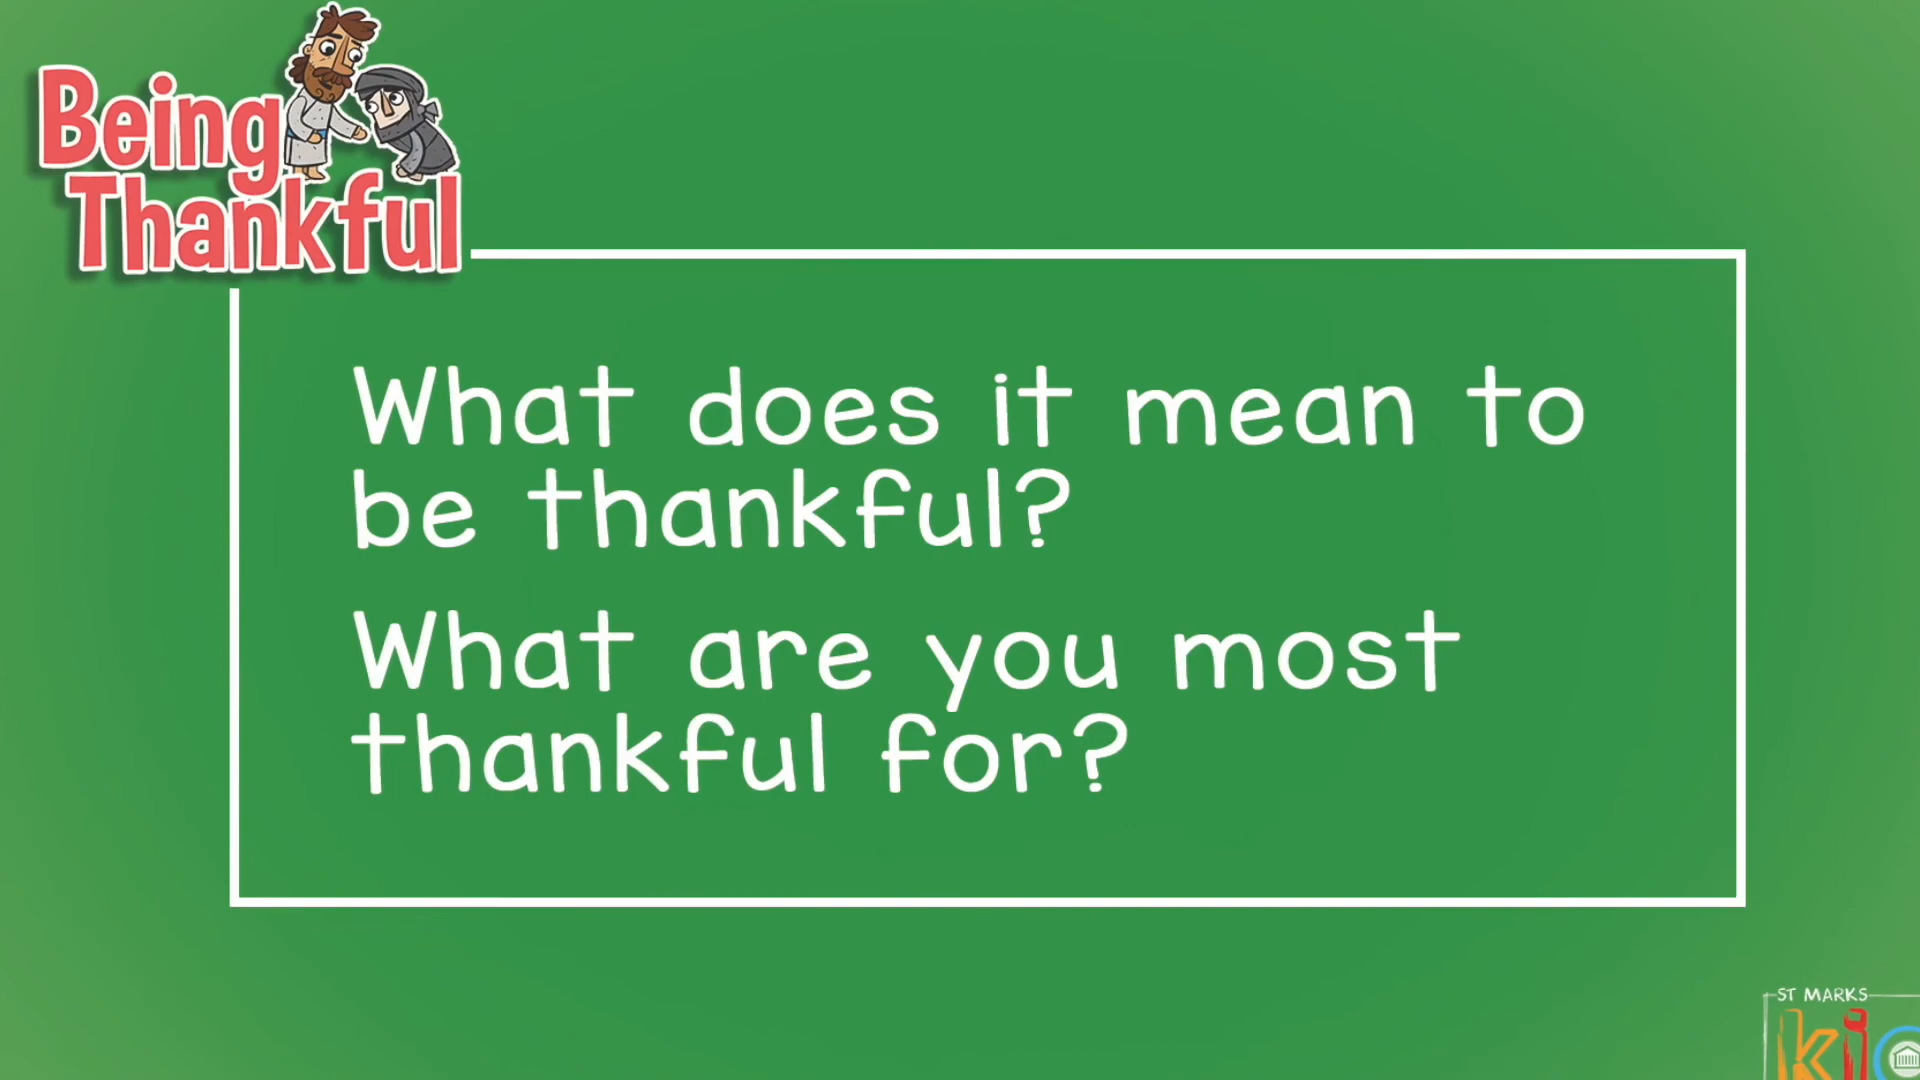 Being
Thankful
What does it mean to
be thankful?
What are you most
thankful for?
ST MARKS